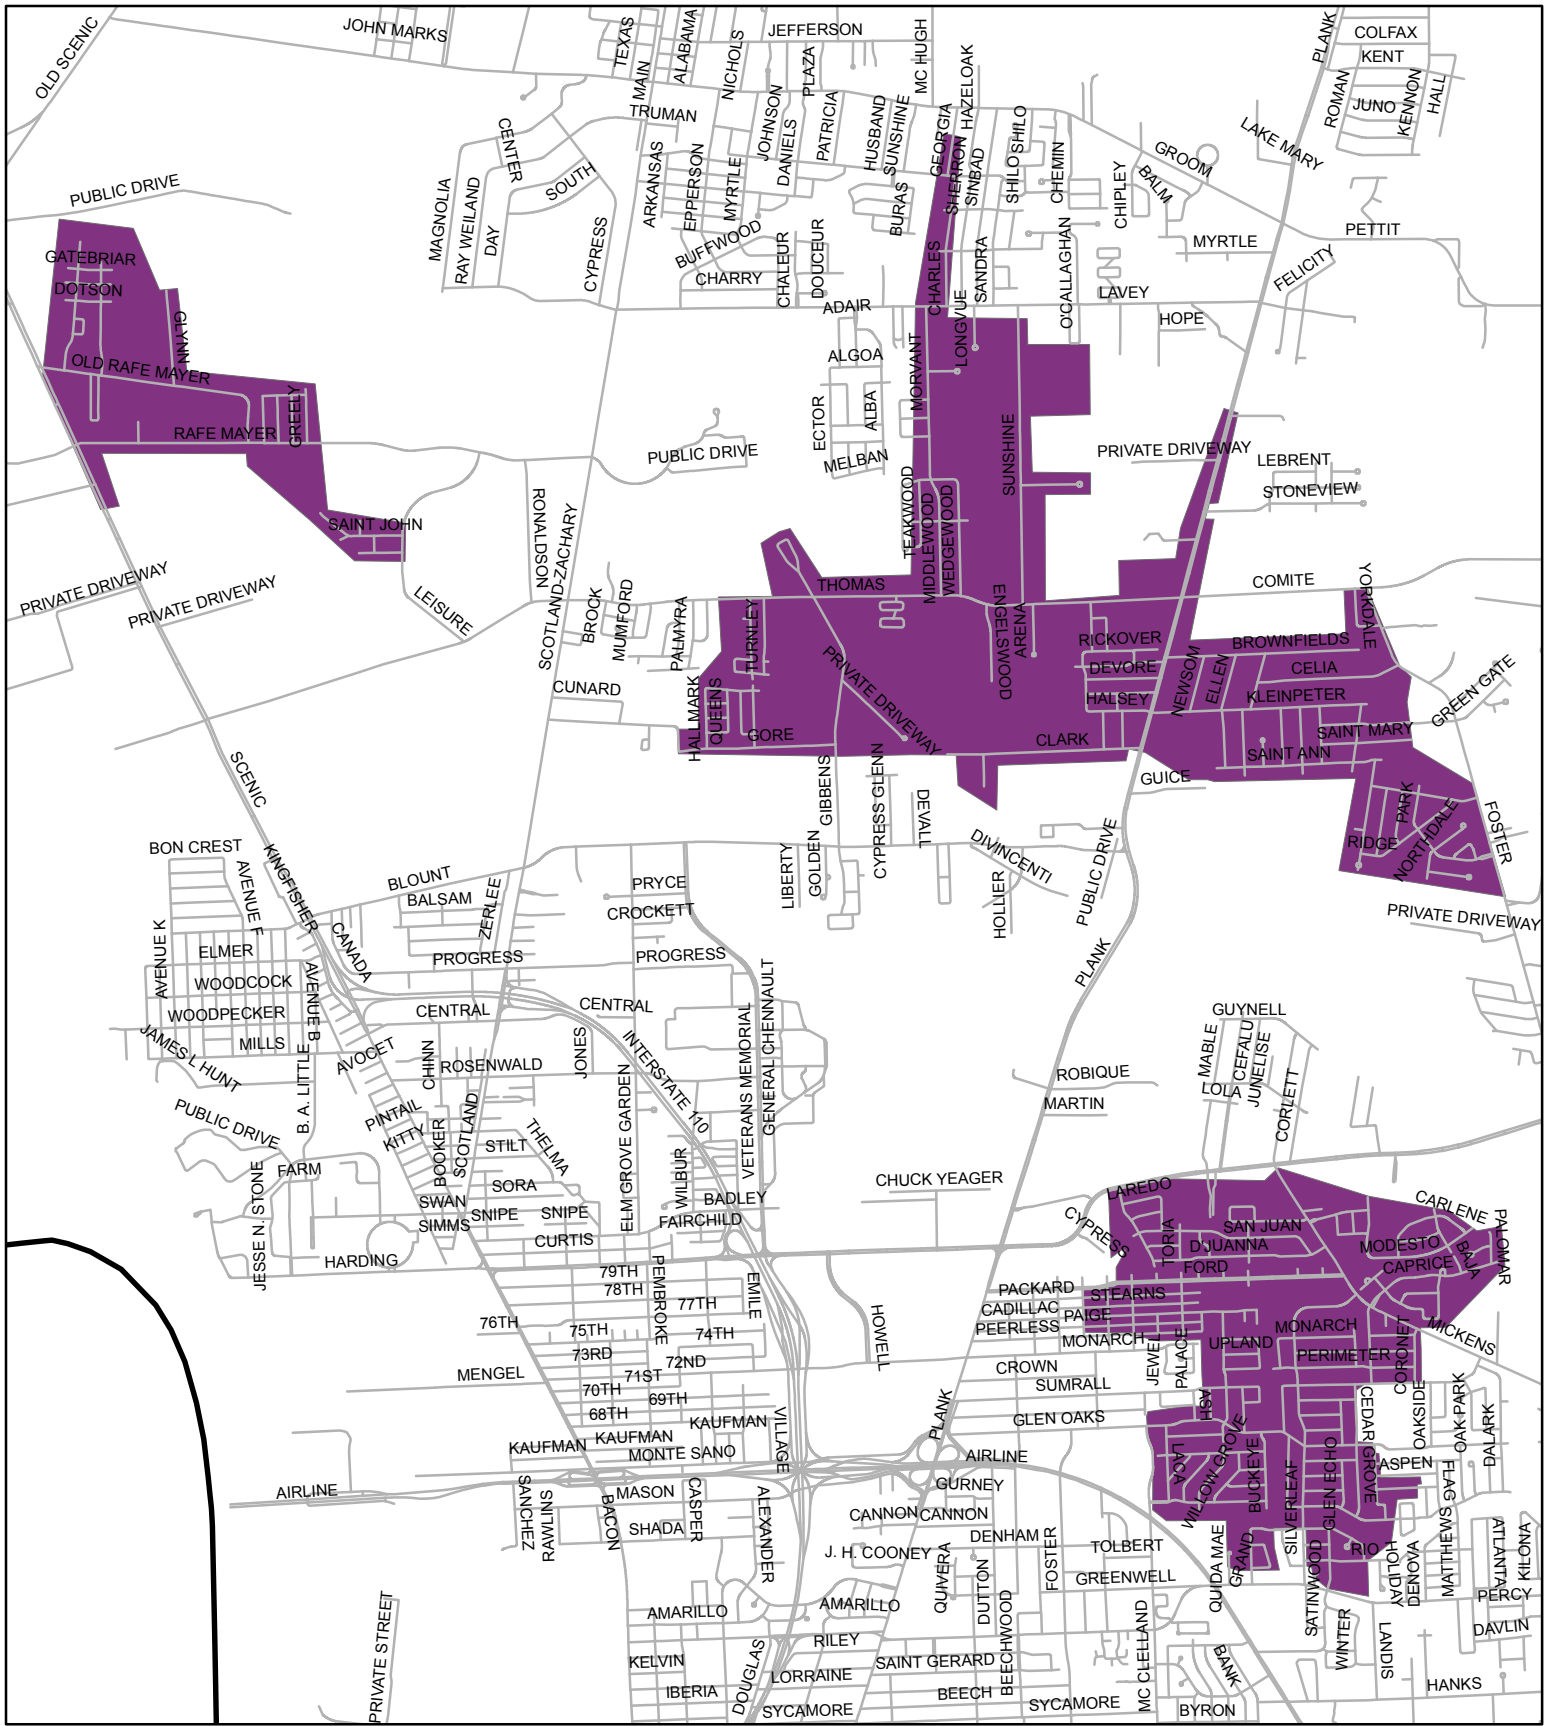 JOHN MARKS
OLD SCENIC
TEXAS
MAIN
ALABAMA
NICHOLS
JEFFERSON
PLAZA
MC HUGH
HAZELOAK
PLANK
COLFAX
KENT
ROMAN
JUNO
KENNON
HALL
TRUMAN
JOHNSON
DANIELS
PATRICIA
HUSBAND
SUNSHINE
GEORGIA
SHERRON
SINBAD
SHILO
SHILO
CHEMIN
GROOM
LAKE MARY
CENTER
SOUTH
ARKANSAS
EPPERSON
MYRTLE
BURAS
CHIPLEY
BALM
PUBLIC DRIVE
MAGNOLIA
RAY WEILAND
DAY
CYPRESS
BUFFWOOD
CHARRY
CHALEUR
DOUCEUR
CHARLES
SANDRA
O'CALLAGHAN
MYRTLE
PETTIT
FELICITY
GATEBRIAR
DOTSON
GLYNN
ADAIR
LONGVUE
LAVEY
HOPE
OLD RAFE MAYER
ALGOA
MORVANT
GREELY
RAFE MAYER
ECTOR
ALBA
SUNSHINE
PUBLIC DRIVE
MELBAN
PRIVATE DRIVEWAY
LEBRENT
STONEVIEW
SAINT JOHN
RONALDSON
SCOTLAND-ZACHARY
TEAKWOOD
MIDDLEWOOD
WEDGEWOOD
THOMAS
COMITE
YORKDALE
PRIVATE DRIVEWAY
PRIVATE DRIVEWAY
LEISURE
BROCK
MUMFORD
PALMYRA
TURNLEY
ENGELSWOOD
ARENA
RICKOVER
BROWNFIELDS
DEVORE
CELIA
NEWSOM
ELLEN
CUNARD
HALLMARK
QUEENS
PRIVATE DRIVEWAY
HALSEY
KLEINPETER
GREEN GATE
GORE
CLARK
SAINT MARY
SAINT ANN
SCENIC
GIBBENS
CYPRESS GLENN
DEVALL
GUICE
PARK
NORTHDALE
RIDGE
FOSTER
BON CREST
AVENUE F
KINGFISHER
BLOUNT
BALSAM
ZERLEE
PRYCE
CROCKETT
LIBERTY
GOLDEN
DIVINCENTI
HOLLIER
PUBLIC DRIVE
PRIVATE DRIVEWAY
AVENUE K
ELMER
CANADA
PROGRESS
PROGRESS
PLANK
WOODCOCK
WOODPECKER
MILLS
AVENUE B
CENTRAL
CENTRAL
VETERANS MEMORIAL
GENERAL CHENNAULT
GUYNELL
JAMES L HUNT
B. A. LITTLE
AVOCET
CHINN
ROSENWALD
JONES
INTERSTATE 110
MABLE
CEFALU
JUNELISE
LOLA
CORLETT
ROBIQUE
MARTIN
PUBLIC DRIVE
PINTAIL
KITTY
BOOKER
SCOTLAND
STILT
THELMA
ELM GROVE GARDEN
WILBUR
JESSE N. STONE
FARM
SORA
SWAN
SIMMS
SNIPE
SNIPE
BADLEY
FAIRCHILD
CHUCK YEAGER
LAREDO
CYPRESS
CARLENE
PALOMAR
HARDING
CURTIS
TORIA
SAN JUAN
D'JUANNA
MODESTO
BAJA
CAPRICE
FORD
79TH
78TH
PEMBROKE
77TH
EMILE
PACKARD
STEARNS
CADILLAC
PAIGE
PEERLESS
MONARCH
MONARCH
HOWELL
76TH
75TH
74TH
73RD
72ND
71ST
70TH
69TH
68TH
MENGEL
JEWEL
PALACE
UPLAND
PERIMETER
CORONET
MICKENS
CROWN
SUMRALL
GLEN OAKS
PLANK
ASH
WILLOW GROVE
CEDAR GROVE
OAKSIDE
OAK PARK
DALARK
KAUFMAN
KAUFMAN
KAUFMAN
MONTE SANO
VILLAGE
AIRLINE
AIRLINE
LACA
BUCKEYE
SILVERLEAF
GLEN ECHO
ASPEN
FLAG S
SANCHEZ
RAWLINS
BACON
MASON
SHADA
CASPER
ALEXANDER
GURNEY
CANNON
CANNON
DENHAM
J. H. COONEY
QUIVERA
DUTTON
FOSTER
TOLBERT
GREENWELL
QUIDA MAE
GRAND
SATINWOOD
RIO
HOLIDAY
DENOVA
MATTHEWS
ATLANTA
KILONA
PERCY
DAVLIN
PRIVATE STREET
AMARILLO
AMARILLO
BEECHWOOD
MC CLELLAND
KELVIN
DOUGLAS
RILEY
LORRAINE
SAINT GERARD
BANK
WINTER
LANDIS
HANKS
IBERIA
SYCAMORE
BEECH
SYCAMORE
BYRON